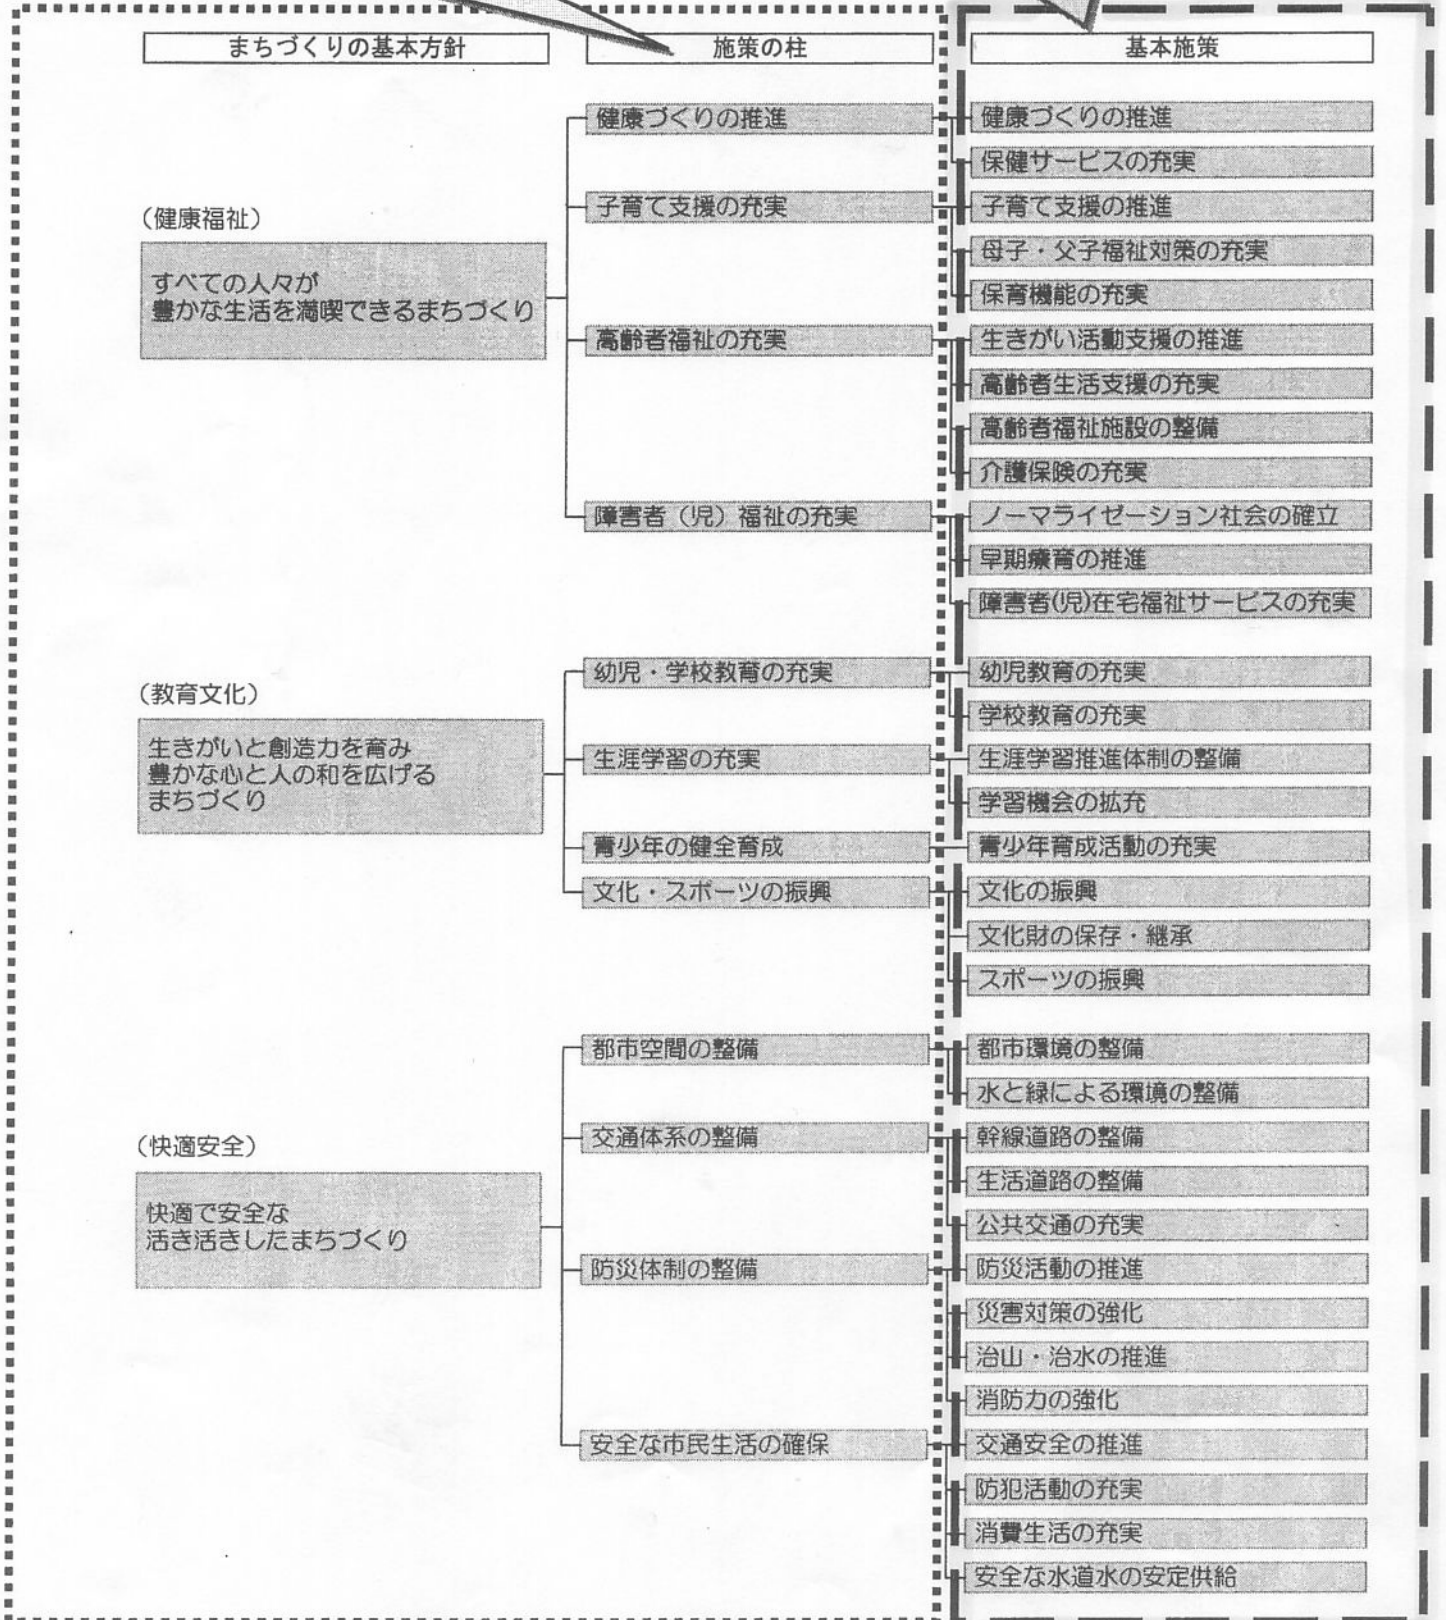 まちづくりの基本方針
施策の柱
基本施策
(健康福祉)
すべての人々が
豊かな生活を満喫できるまちづくり
健康づくりの推進
健康づくりの推進
保健サービスの充実
子育て支援の充実
子育て支援の推進
母子・父子福祉対策の充実
保育機能の充実
高齢者福祉の充実
生きがい活動支援の推進
高齢者生活支援の充実
高齢者福祉施設の整備
介護保険の充実
障害者(児)福祉の充実
ノーマライゼーション社会の確立
早期療育の推進
障害者(児)在宅福祉サービスの充実
(教育文化)
生きがいと創造力を育み
豊かな心と人の和を広げる
まちづくり
幼児・学校教育の充実
幼児教育の充実
学校教育の充実
生涯学習の充実
生涯学習推進体制の整備
学習機会の拡充
青少年の健全育成
青少年育成活動の充実
文化・スポーツの振興
文化の振興
文化財の保存・継承
スポーツの振興
(快適安全)
快適で安全な
活き活きしたまちづくり
都市空間の整備
都市環境の整備
水と緑による環境の整備
交通体系の整備
幹線道路の整備
生活道路の整備
公共交通の充実
防災体制の整備
防災活動の推進
災害対策の強化
治山・治水の推進
消防力の強化
安全な市民生活の確保
交通安全の推進
防犯活動の充実
消費生活の充実
安全な水道水の安定供給